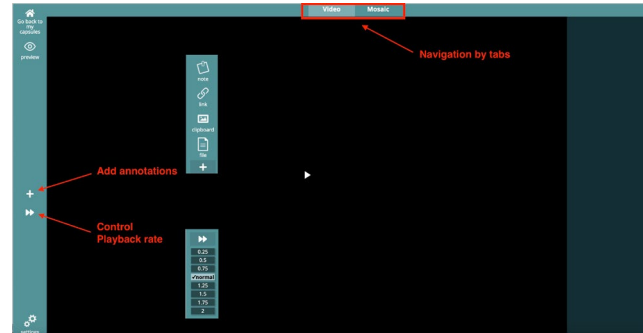 Video Mosaic
Go back to
my
capsules
preview
Navigation by tabs
note
link
clipboard
file
+
Add annotations
+
Control
Playback rate
0.25
0.5
0.75
✓normal
1.25
1.5
1.75
2
settings